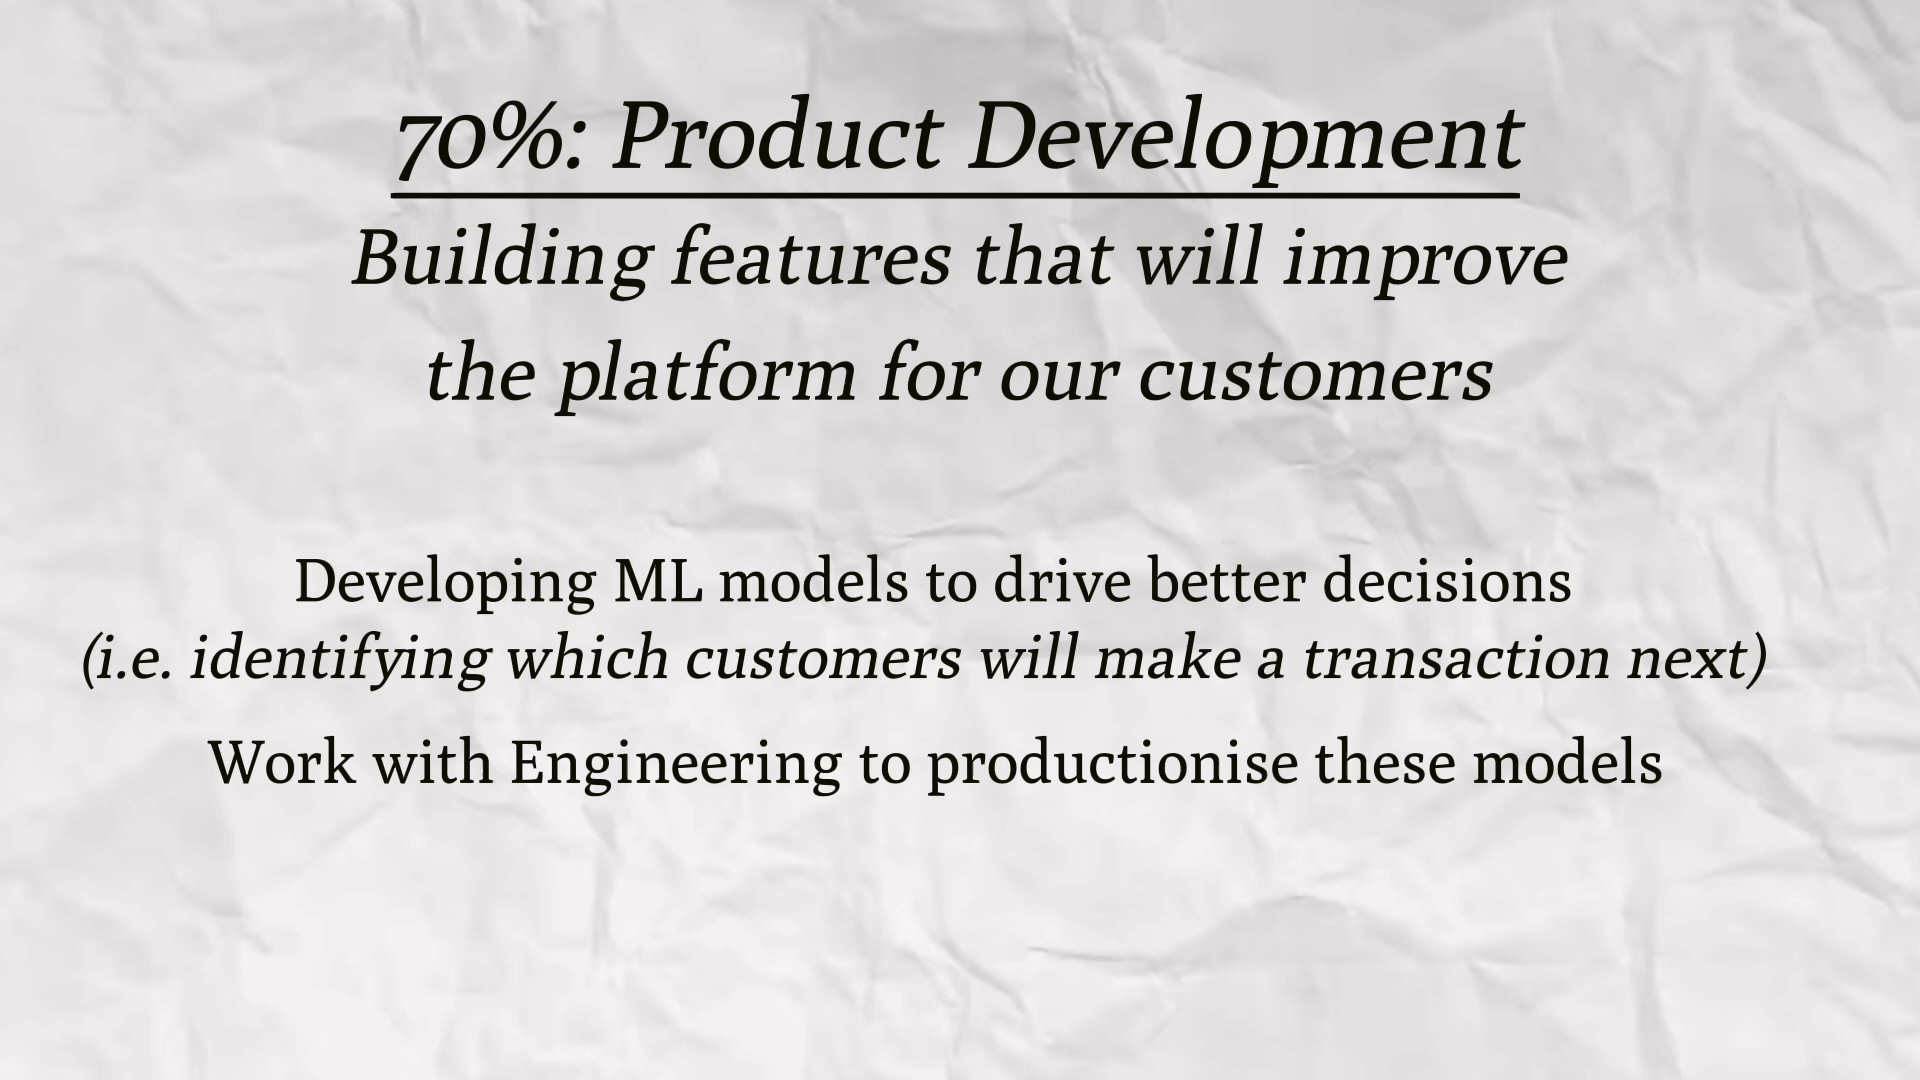 70%: Product Development
Building features that will improve
the platform for our customers
Developing ML models to drive better decisions
(i.e. identifying which customers will make a transaction next)
Work with Engineering to productionise these models